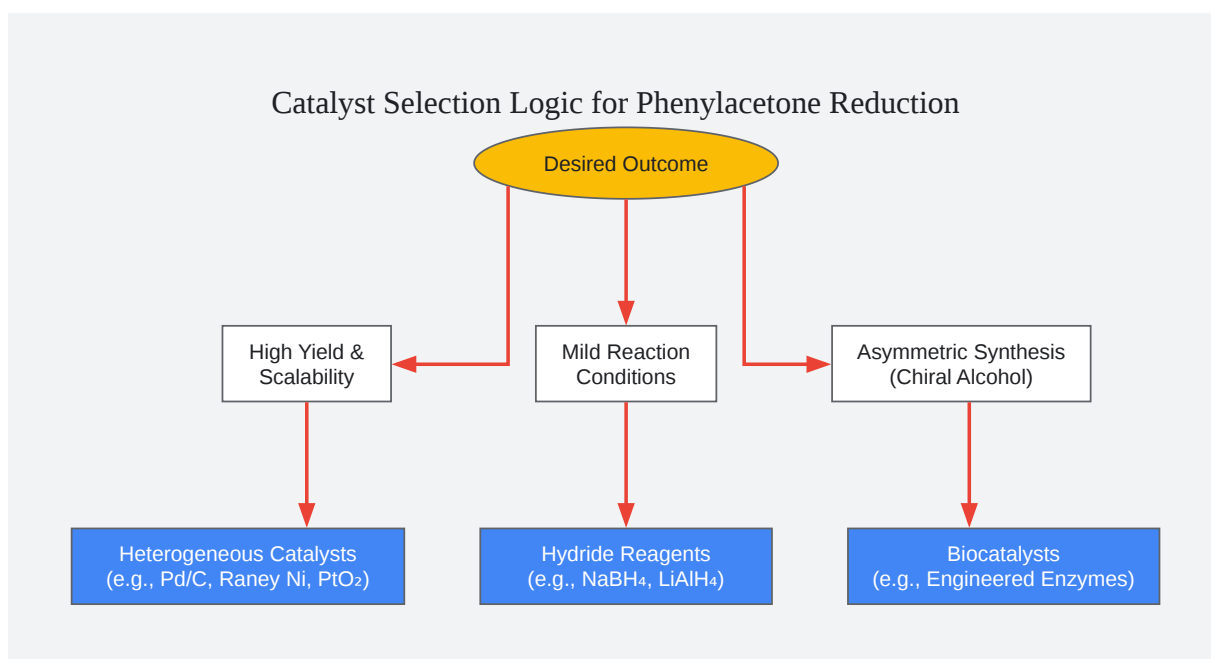 Catalyst Selection Logic for Phenylacetone Reduction
Desired Outcome
High Yield &
Scalability
Mild Reaction
Conditions
Asymmetric Synthesis
(Chiral Alcohol)
Heterogeneous Catalysts
(e.g., Pd/C, Raney Ni, PtO₂)
Hydride Reagents
(e.g., NaBH₄, LiAlH₄)
Biocatalysts
(e.g., Engineered Enzymes)